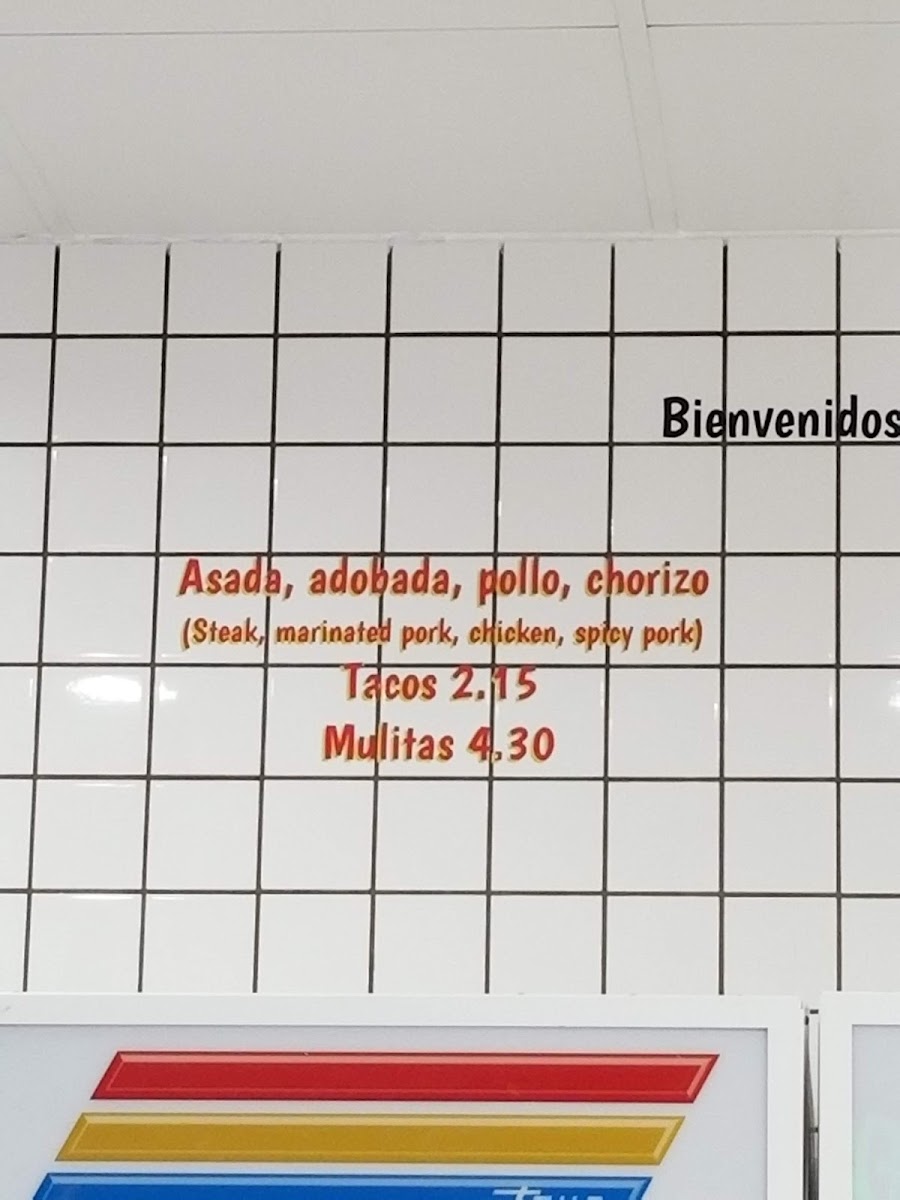 Bienvenidos
Asada, adobada, pollo, chorizo
(Steak, marinated pork, chicken, spicy pork)
Tacos 2.15
Mulitas 4.30